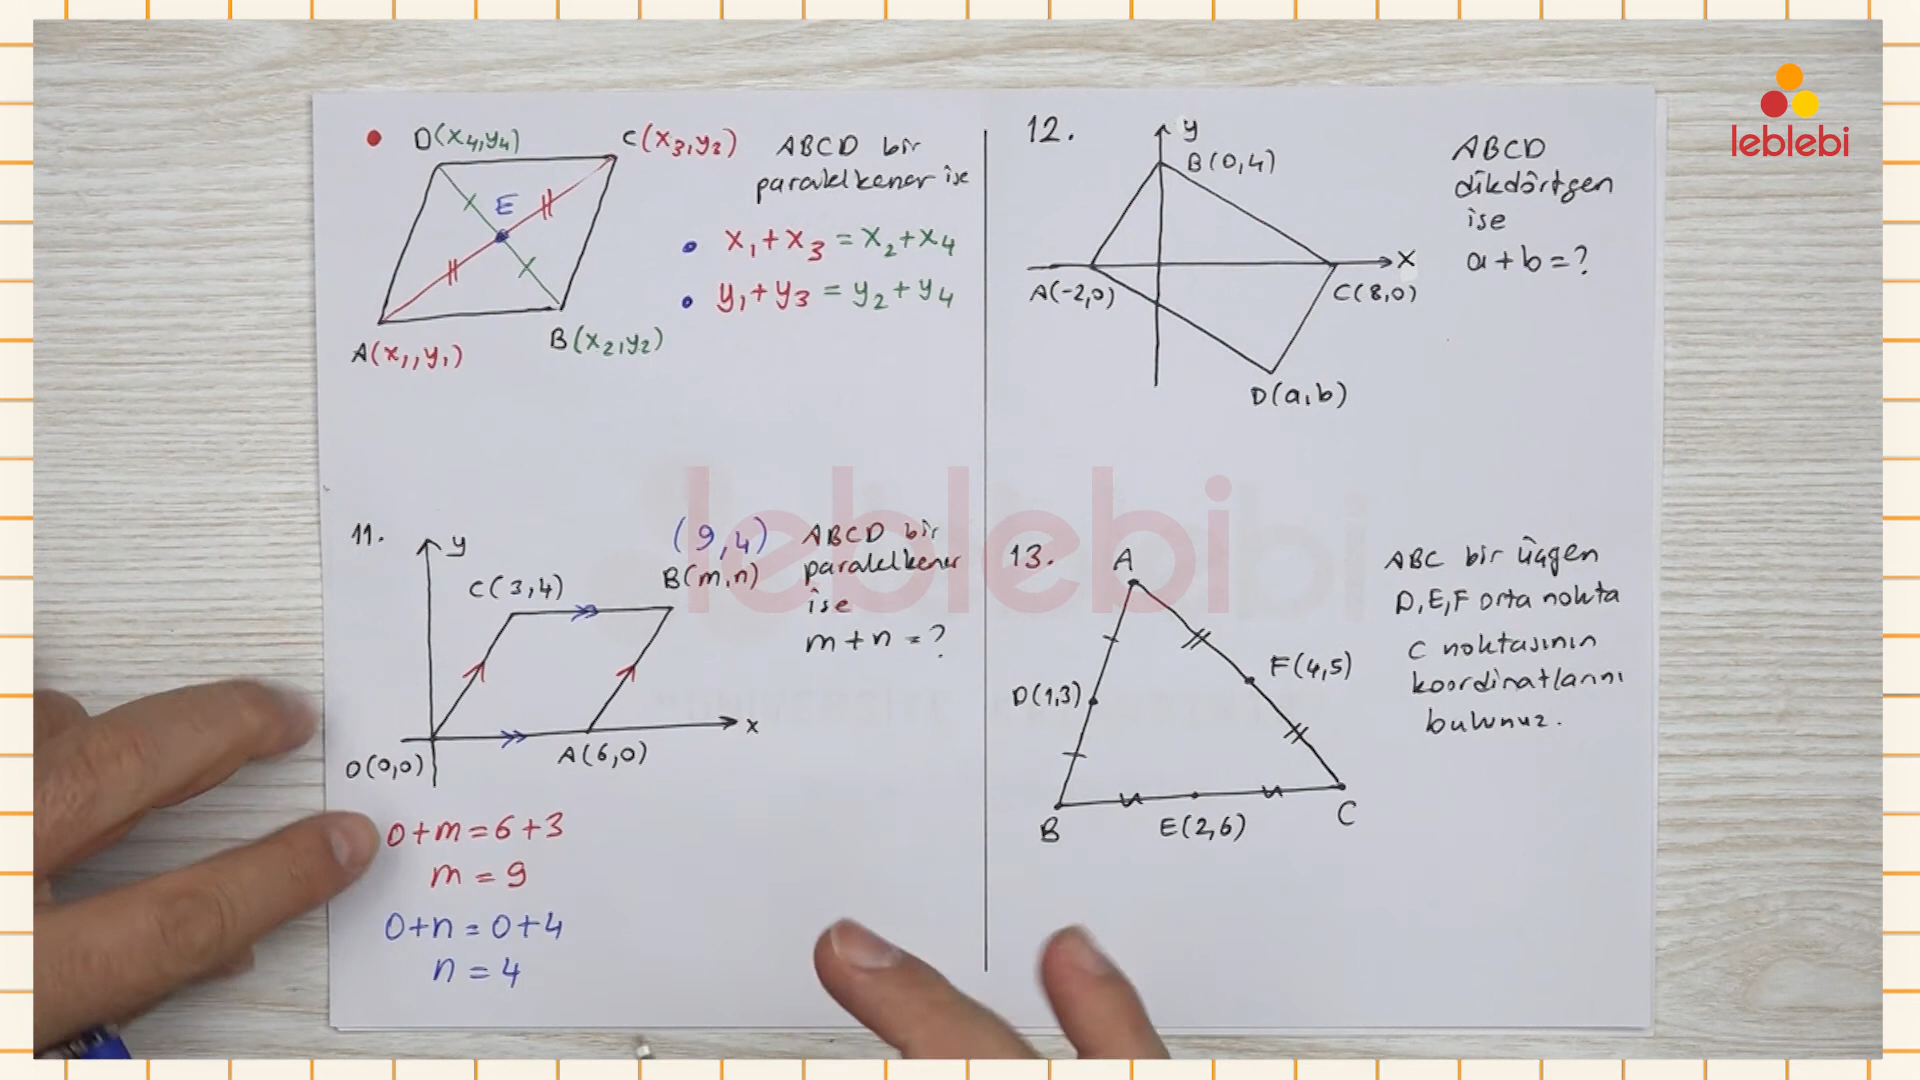 leblebi
D(x4,y4)
C(x3,y3)
ABCD bir
paralelkenar ise
E
x1+x3=x2+x4
y1+y3=y2+y4
A(x1,y1)
B(x2,y2)
11.
y
C(3,4)
(9,4)
B(m,n)
ABCD bir
paralelkenar
ise
m+n=?
x
O(0,0)
A(6,0)
0+m=6+3
m=9
0+n=0+4
n=4
12.
y
B(0,4)
ABCD
dikdörtgen
ise
a+b=?
x
A(-2,0)
C(8,0)
D(a,b)
13.
A
ABC bir üçgen
D,E,F orta nokta
C noktasının
koordinatlarını
bulunuz.
F(4,5)
D(1,3)
B
E(2,6)
C
leblebi